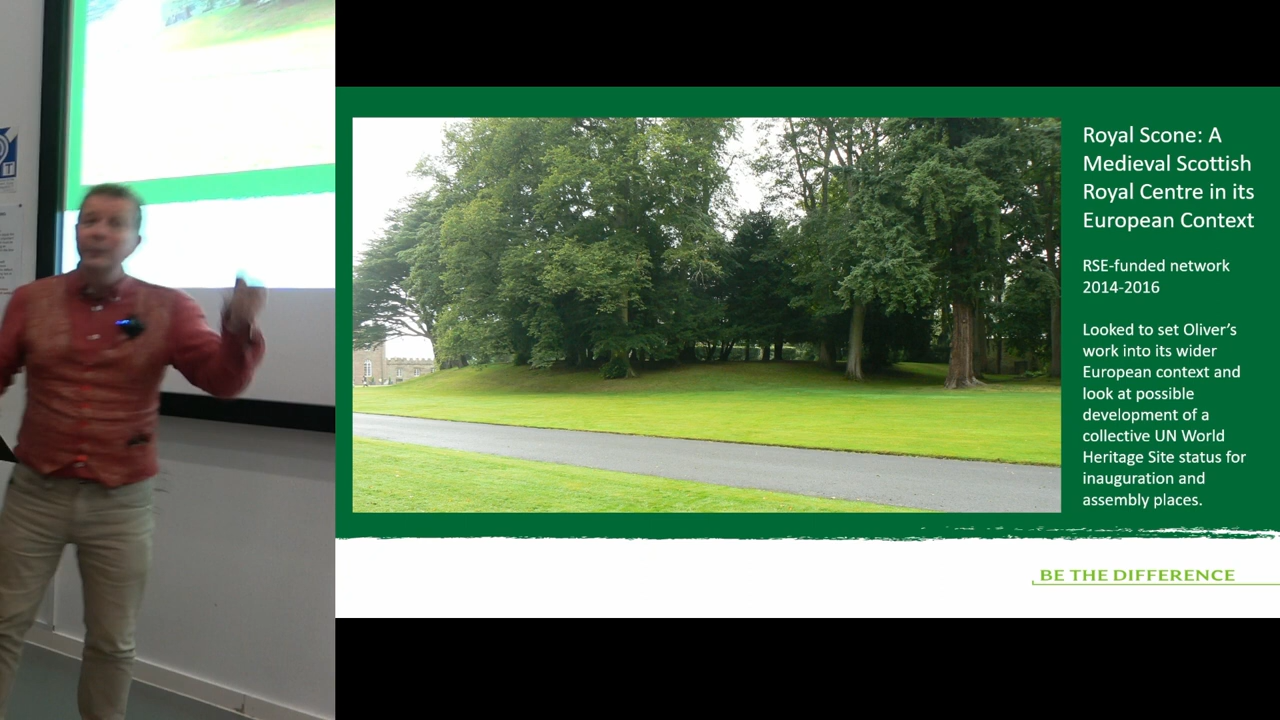 Royal Scone: A
Medieval Scottish
Royal Centre in its
European Context
RSE-funded network
2014-2016
Looked to set Oliver's
work into its wider
European context and
look at possible
development of a
collective UN World
Heritage Site status for
inauguration and
assembly places.
BE THE DIFFERENCE